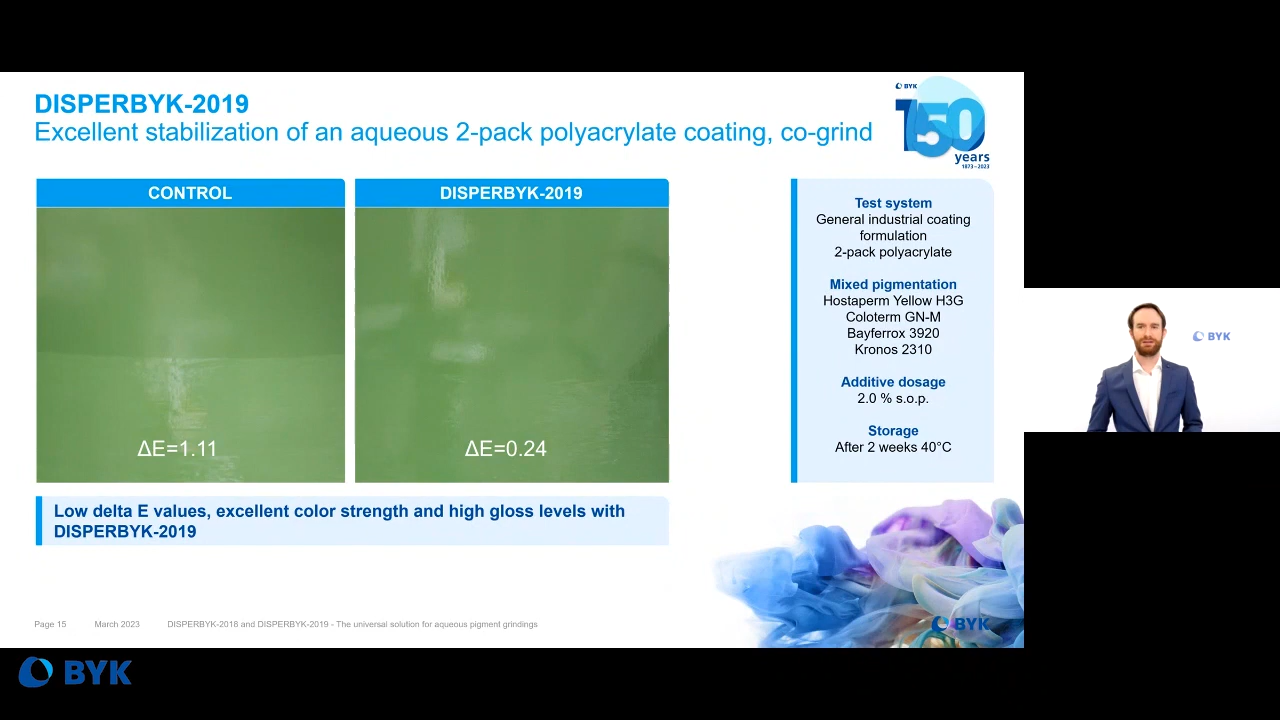 DISPERBYK-2019
Excellent stabilization of an aqueous 2-pack polyacrylate coating, co-grind
BYK
150
years
1873–2023
CONTROL
DISPERBYK-2019
ΔE=1.11
ΔE=0.24
Test system
General industrial coating
formulation
2-pack polyacrylate
Mixed pigmentation
Hostaperm Yellow H3G
Coloterm GN-M
Bayferrox 3920
Kronos 2310
Additive dosage
2.0 % s.o.p.
Storage
After 2 weeks 40°C
BYK
Low delta E values, excellent color strength and high gloss levels with
DISPERBYK-2019
Page 15
March 2023
DISPERBYK-2018 and DISPERBYK-2019 - The universal solution for aqueous pigment grindings
BYK
BYK